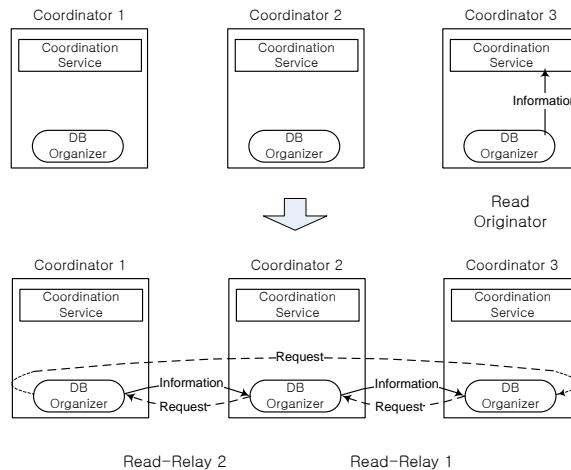 Coordinator 1
Coordinator 2
Coordinator 3
Coordination
Service
Coordination
Service
Coordination
Service
Information
DB
Organizer
DB
Organizer
DB
Organizer
Read
Originator
Coordinator 1
Coordinator 2
Coordinator 3
Coordination
Service
Coordination
Service
Coordination
Service
Request
Information
Information
DB
Organizer
DB
Organizer
DB
Organizer
Request
Request
Read-Relay 2
Read-Relay 1